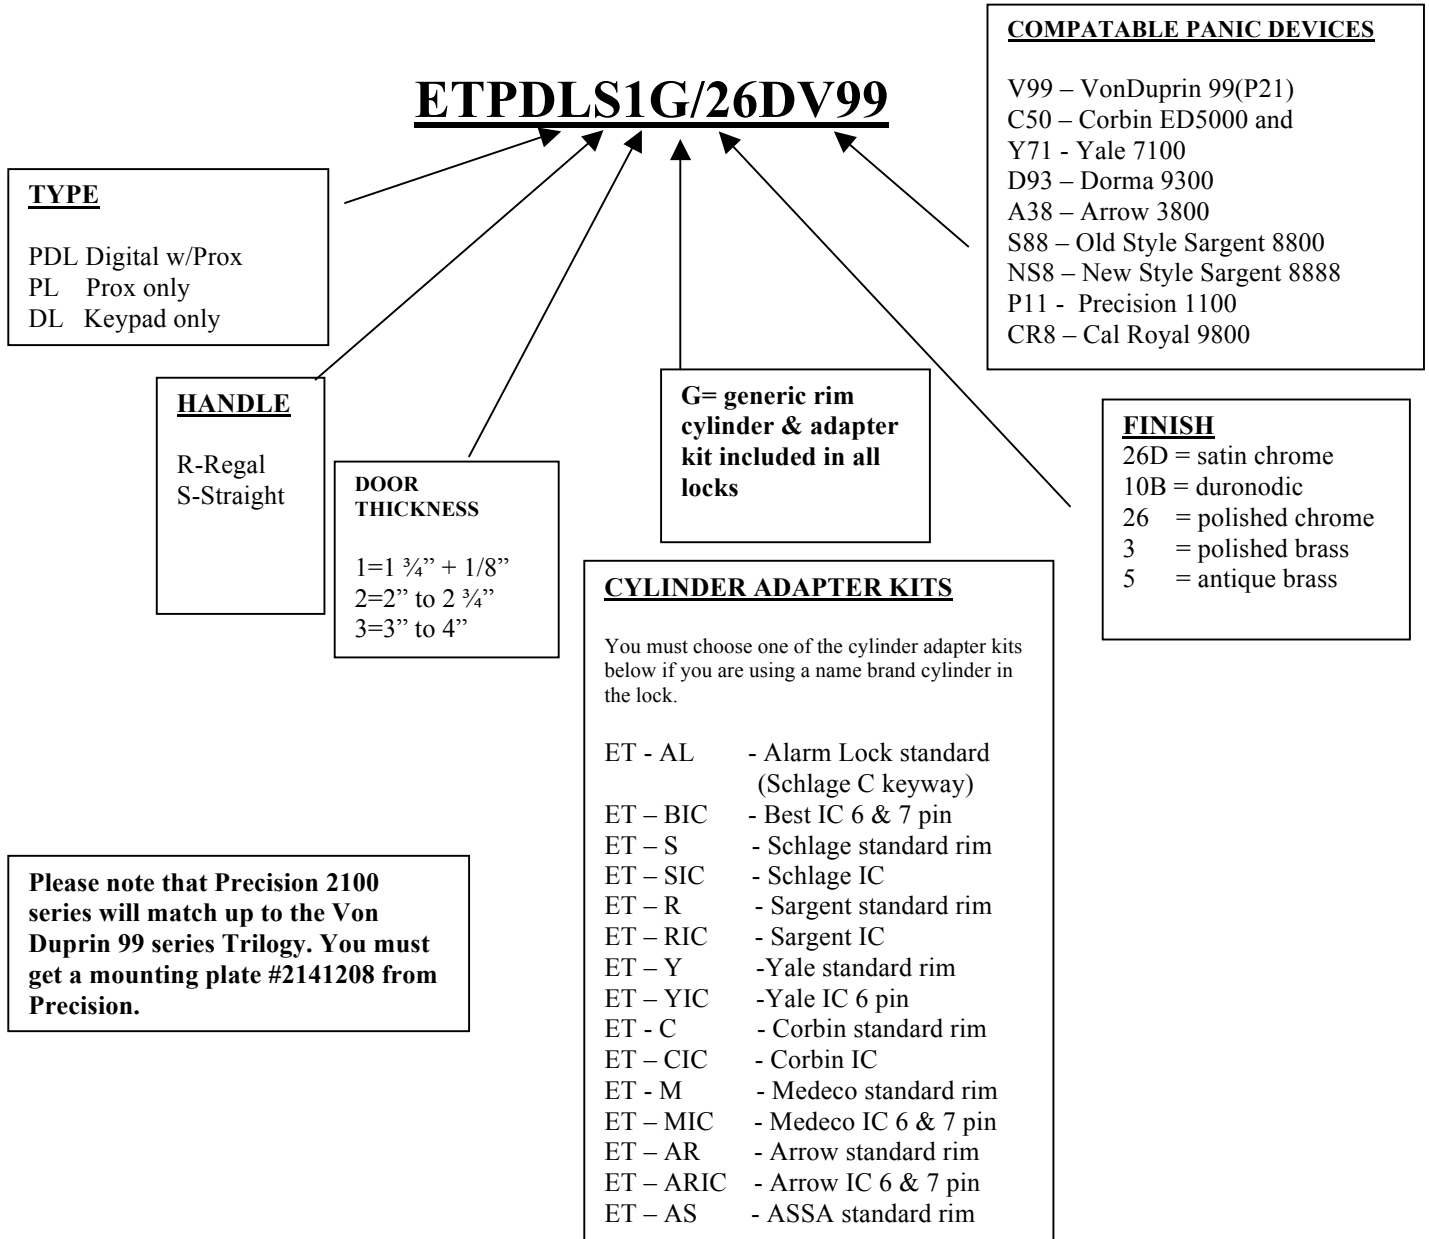 ETPDLS1G/26DV99
COMPATABLE PANIC DEVICES
V99 – VonDuprin 99(P21)
C50 – Corbin ED5000 and
Y71 - Yale 7100
D93 – Dorma 9300
A38 – Arrow 3800
S88 – Old Style Sargent 8800
NS8 – New Style Sargent 8888
P11 - Precision 1100
CR8 – Cal Royal 9800
TYPE
PDL Digital w/Prox
PL Prox only
DL Keypad only
HANDLE
R-Regal
S-Straight
DOOR
THICKNESS
1=1 ¾” + 1/8”
2=2” to 2 ¾”
3=3” to 4”
G= generic rim
cylinder & adapter
kit included in all
locks
FINISH
26D = satin chrome
10B = duronodic
26 = polished chrome
3 = polished brass
5 = antique brass
CYLINDER ADAPTER KITS
You must choose one of the cylinder adapter kits
below if you are using a name brand cylinder in
the lock.
ET - AL - Alarm Lock standard
(Schlage C keyway)
ET – BIC - Best IC 6 & 7 pin
ET – S - Schlage standard rim
ET – SIC - Schlage IC
ET – R - Sargent standard rim
ET – RIC - Sargent IC
ET – Y -Yale standard rim
ET – YIC -Yale IC 6 pin
ET - C - Corbin standard rim
ET – CIC - Corbin IC
ET - M - Medeco standard rim
ET – MIC - Medeco IC 6 & 7 pin
ET – AR - Arrow standard rim
ET – ARIC - Arrow IC 6 & 7 pin
ET – AS - ASSA standard rim
Please note that Precision 2100
series will match up to the Von
Duprin 99 series Trilogy. You must
get a mounting plate #2141208 from
Precision.